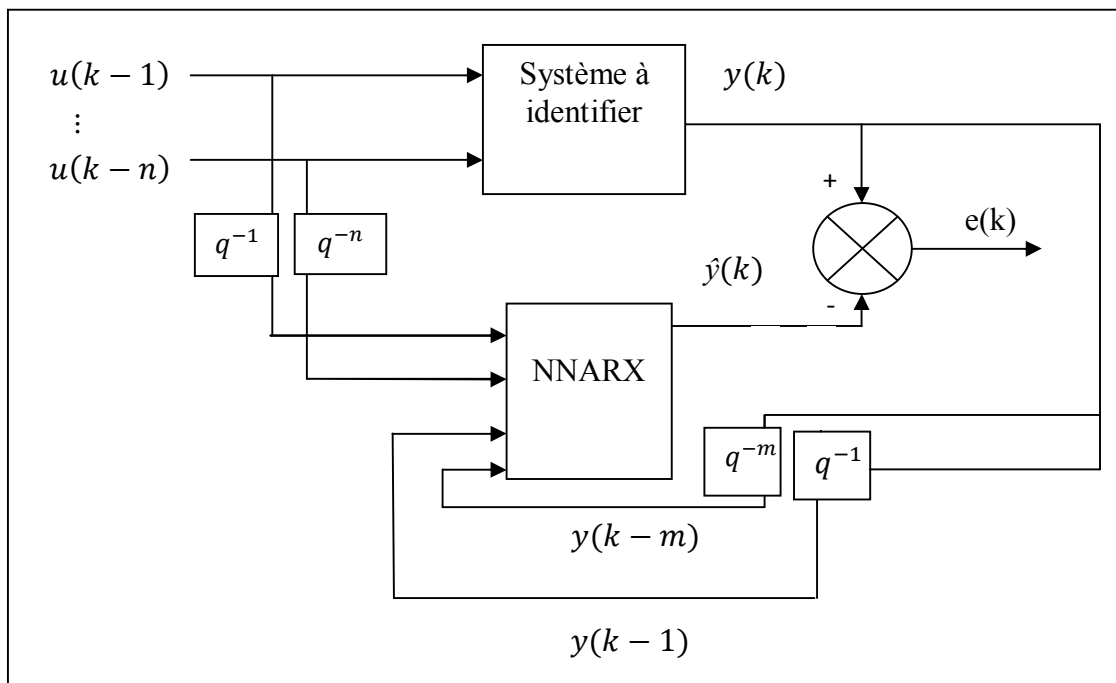 u(k − 1)
⋮
u(k − n)
Système à
identifier
y(k)
+
e(k)
-
q⁻¹
q⁻ⁿ
ŷ(k)
NNARX
q⁻ᵐ
q⁻¹
y(k − m)
y(k − 1)